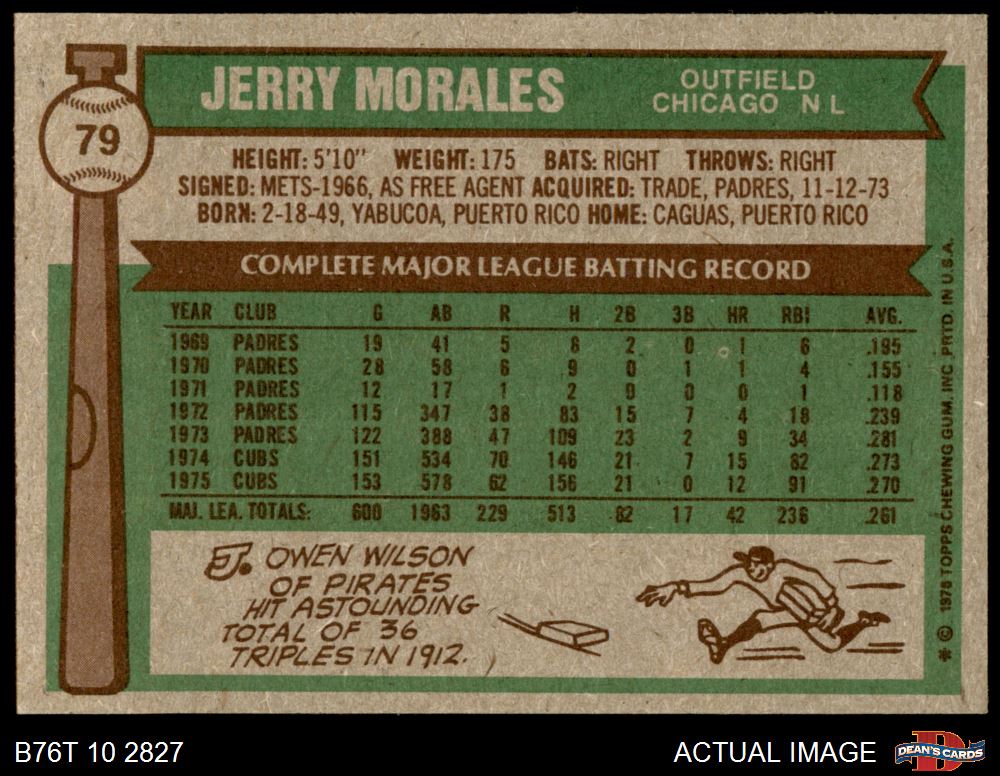 79
JERRY MORALES
OUTFIELD
CHICAGO N L
HEIGHT: 5'10" WEIGHT: 175 BATS: RIGHT THROWS: RIGHT
SIGNED: METS-1966, AS FREE AGENT ACQUIRED: TRADE, PADRES, 11-12-73
BORN: 2-18-49, YABUCOA, PUERTO RICO HOME: CAGUAS, PUERTO RICO
COMPLETE MAJOR LEAGUE BATTING RECORD
YEAR CLUB G AB R H 2B 3B HR RBI AVG.
1969 PADRES 19 41 5 8 2 0 1 6 .195
1970 PADRES 28 58 6 9 0 1 1 4 .155
1971 PADRES 12 17 1 2 0 0 0 1 .118
1972 PADRES 115 347 38 83 15 7 4 18 .239
1973 PADRES 122 388 47 109 23 2 9 34 .281
1974 CUBS 151 534 70 146 21 7 15 82 .273
1975 CUBS 153 578 62 156 21 0 12 91 .270
MAJ. LEA. TOTALS: 600 1963 229 513 82 17 42 236 .261
J. OWEN WILSON
OF PIRATES
HIT ASTOUNDING
TOTAL OF 36
TRIPLES IN 1912.
* © 1976 TOPPS CHEWING GUM, INC. PRTD. IN U.S.A.
B76T 10 2827
ACTUAL IMAGE
DEAN'S CARDS